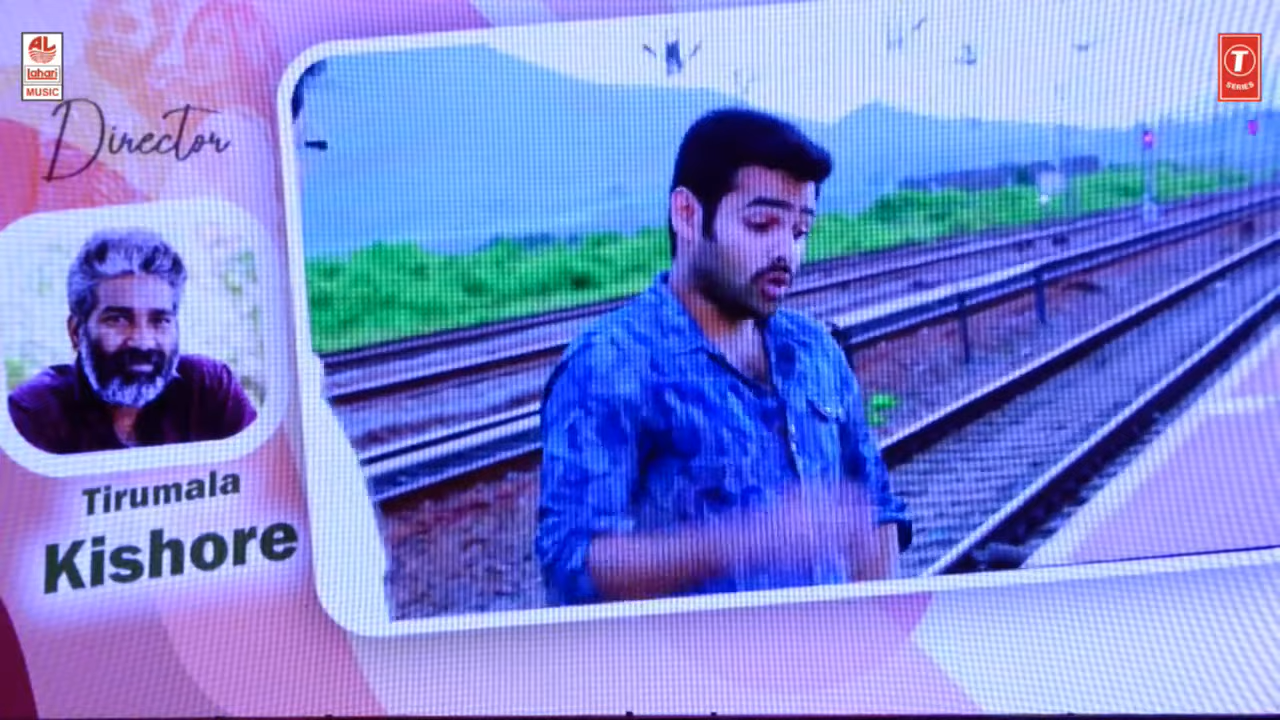 AL
Lahari
MUSIC
T
SERIES
Director
Tirumala
Kishore